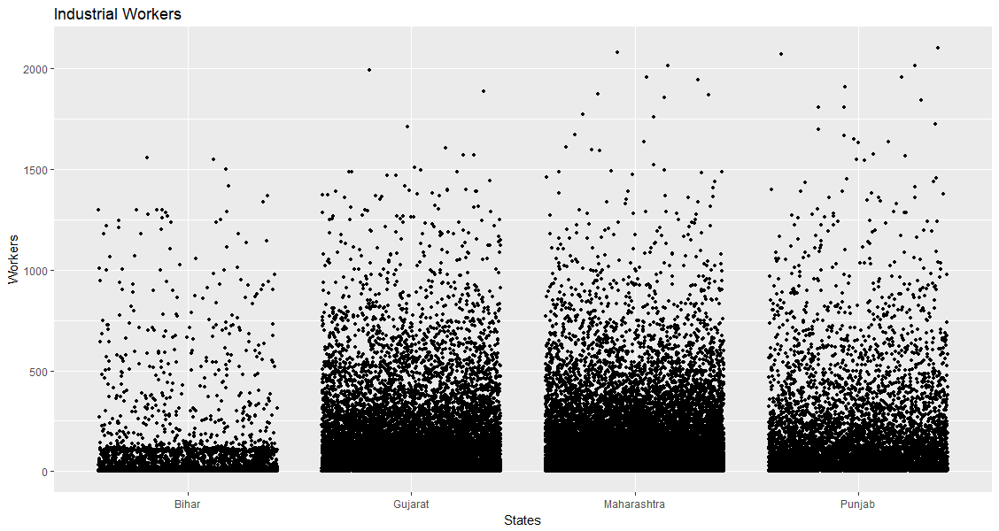 Industrial Workers
2000
1500
1000
500
0
Workers
Bihar Gujarat Maharashtra Punjab
States